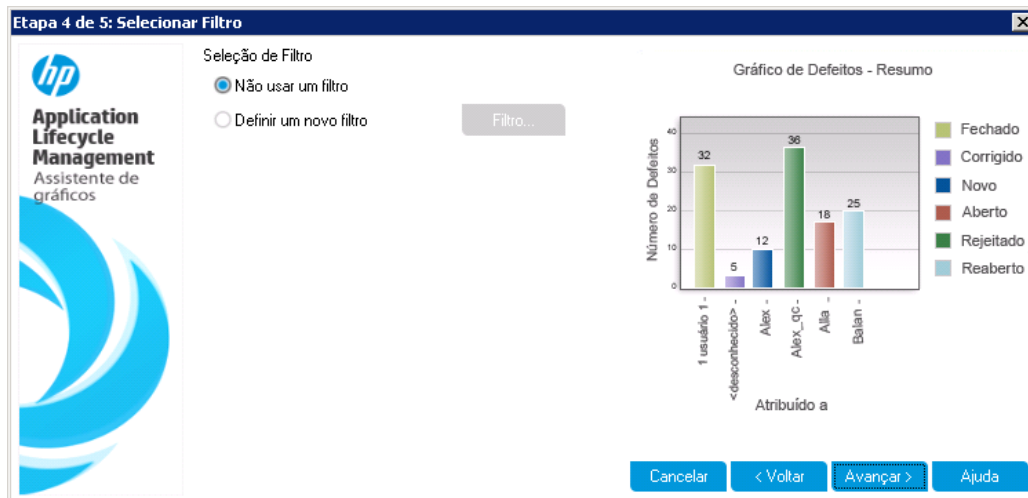 Etapa 4 de 5: Selecionar Filtro
hp
Application
Lifecycle
Management
Assistente de
gráficos
Seleção de Filtro
Não usar um filtro
Definir um novo filtro
Filtro...
Gráfico de Defeitos - Resumo
Número de Defeitos
40
30
20
10
0
32
5
12
36
18
25
1 usuário 1 -
<desconhecido> -
Alex -
Alex_qc -
Alla -
Balan -
Atribuído a
Fechado
Corrigido
Novo
Aberto
Rejeitado
Reaberto
Cancelar
< Voltar
Avançar >
Ajuda